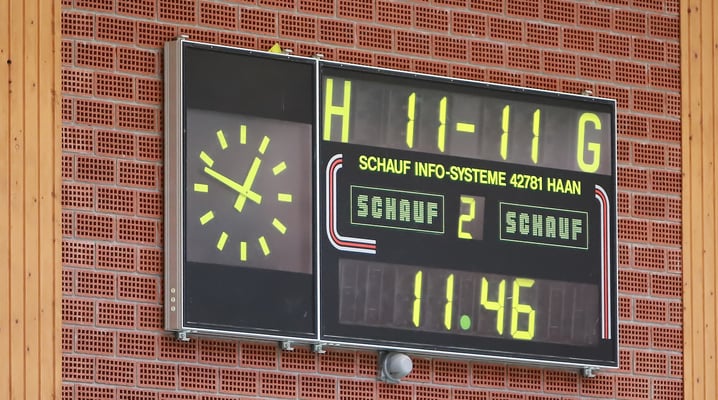 H 11-11 G
SCHAUF INFO-SYSTEME 42781 HAAN
SCHAUF 2 SCHAUF
11.46